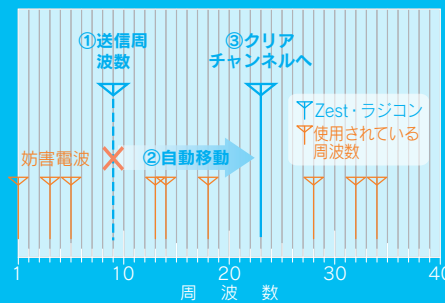 ①送信周
波数
③クリア
チャンネルへ
Zest・ラジコン
使用されている
周波数
妨害電波
②自動移動
1 10 20 30 40
周 波 数